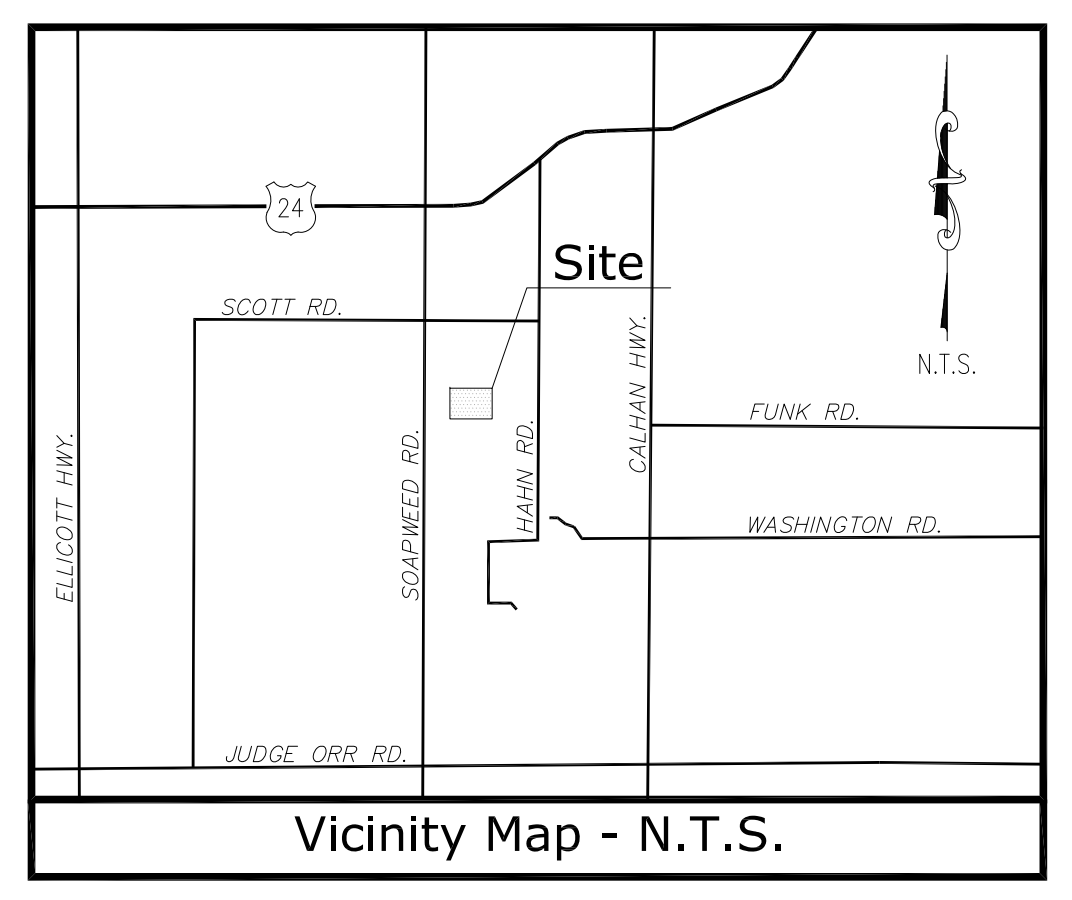 24
Site
SCOTT RD.
N.T.S.
CALHAN HWY.
FUNK RD.
ELLICOTT HWY.
SOAPWEED RD.
HAHN RD.
WASHINGTON RD.
JUDGE ORR RD.
Vicinity Map - N.T.S.